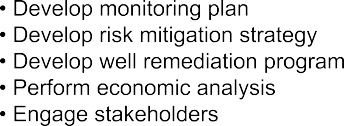 • Develop monitoring plan
• Develop risk mitigation strategy
• Develop well remediation program
• Perform economic analysis
• Engage stakeholders